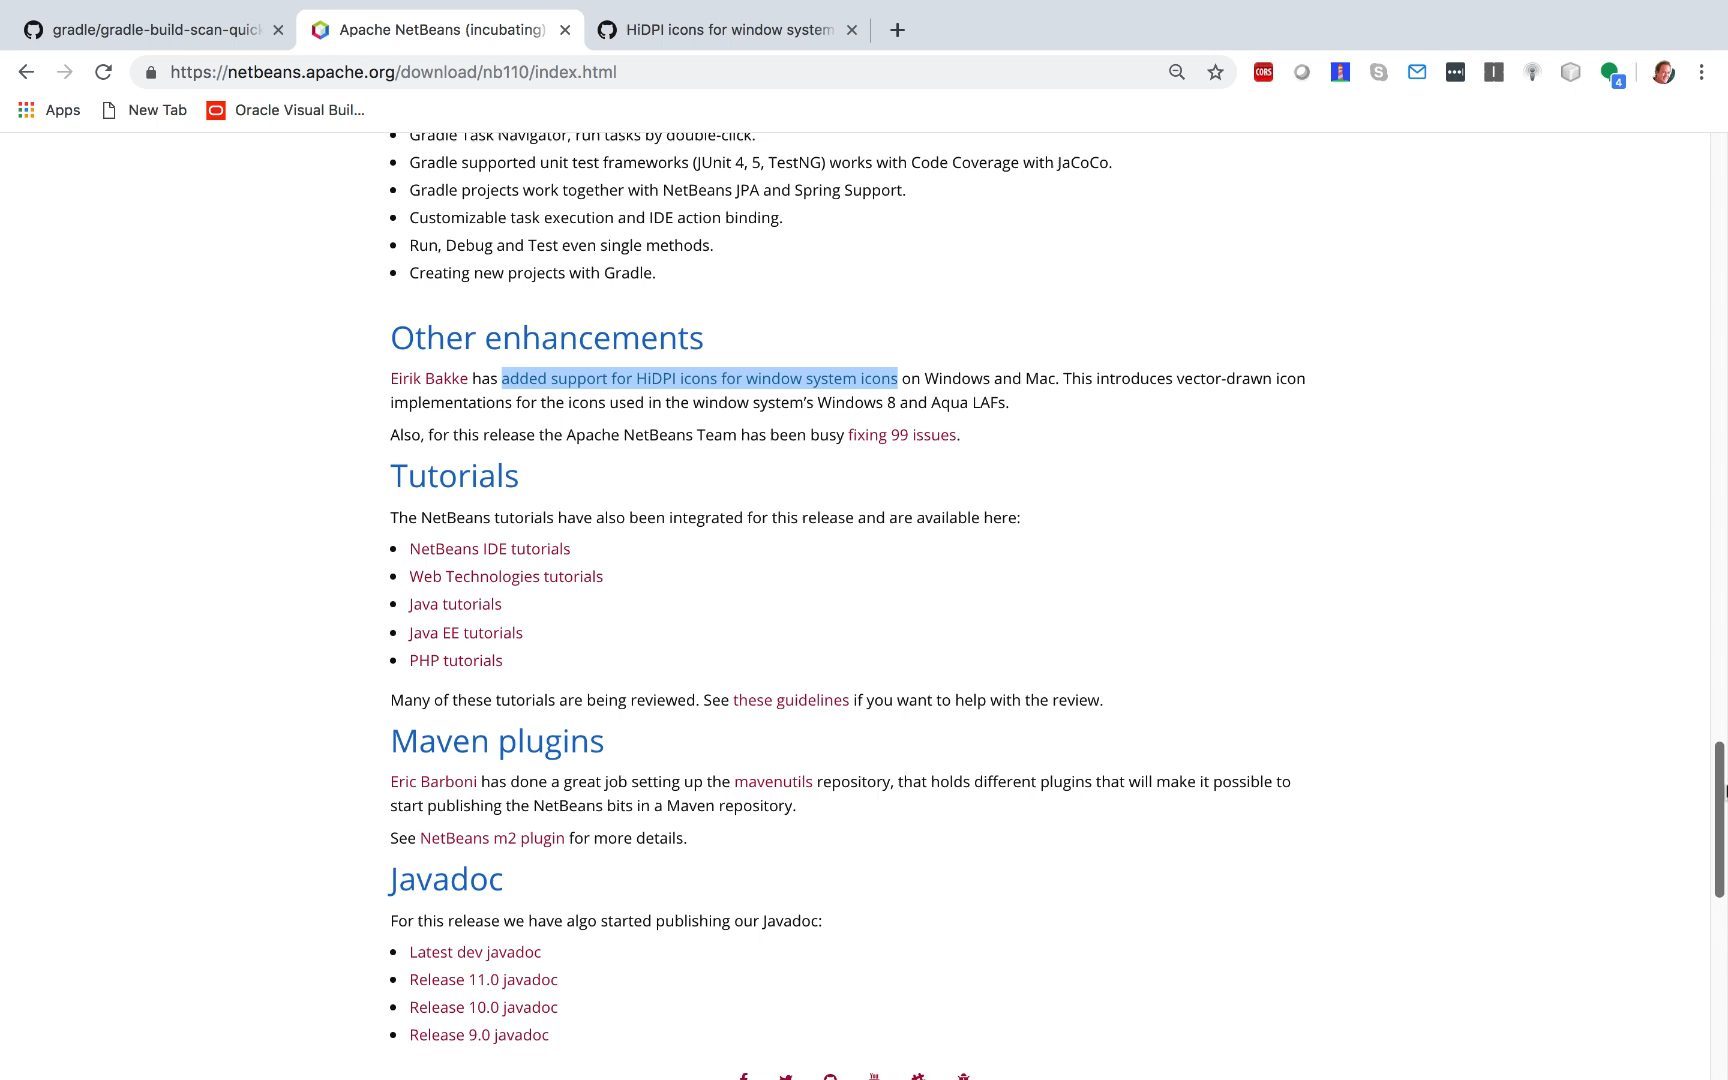 gradle/gradle-build-scan-quic
Apache NetBeans (incubating)
HiDPI icons for window system
https://netbeans.apache.org/download/nb110/index.html
CORS
4
Apps
New Tab
Oracle Visual Buil...
Gradle Task Navigator, run tasks by double-click.
Gradle supported unit test frameworks (JUnit 4, 5, TestNG) works with Code Coverage with JaCoCo.
Gradle projects work together with NetBeans JPA and Spring Support.
Customizable task execution and IDE action binding.
Run, Debug and Test even single methods.
Creating new projects with Gradle.
Other enhancements
Eirik Bakke has added support for HiDPI icons for window system icons on Windows and Mac. This introduces vector-drawn icon
implementations for the icons used in the window system’s Windows 8 and Aqua LAFs.
Also, for this release the Apache NetBeans Team has been busy fixing 99 issues.
Tutorials
The NetBeans tutorials have also been integrated for this release and are available here:
NetBeans IDE tutorials
Web Technologies tutorials
Java tutorials
Java EE tutorials
PHP tutorials
Many of these tutorials are being reviewed. See these guidelines if you want to help with the review.
Maven plugins
Eric Barboni has done a great job setting up the mavenutils repository, that holds different plugins that will make it possible to
start publishing the NetBeans bits in a Maven repository.
See NetBeans m2 plugin for more details.
Javadoc
For this release we have algo started publishing our Javadoc:
Latest dev javadoc
Release 11.0 javadoc
Release 10.0 javadoc
Release 9.0 javadoc